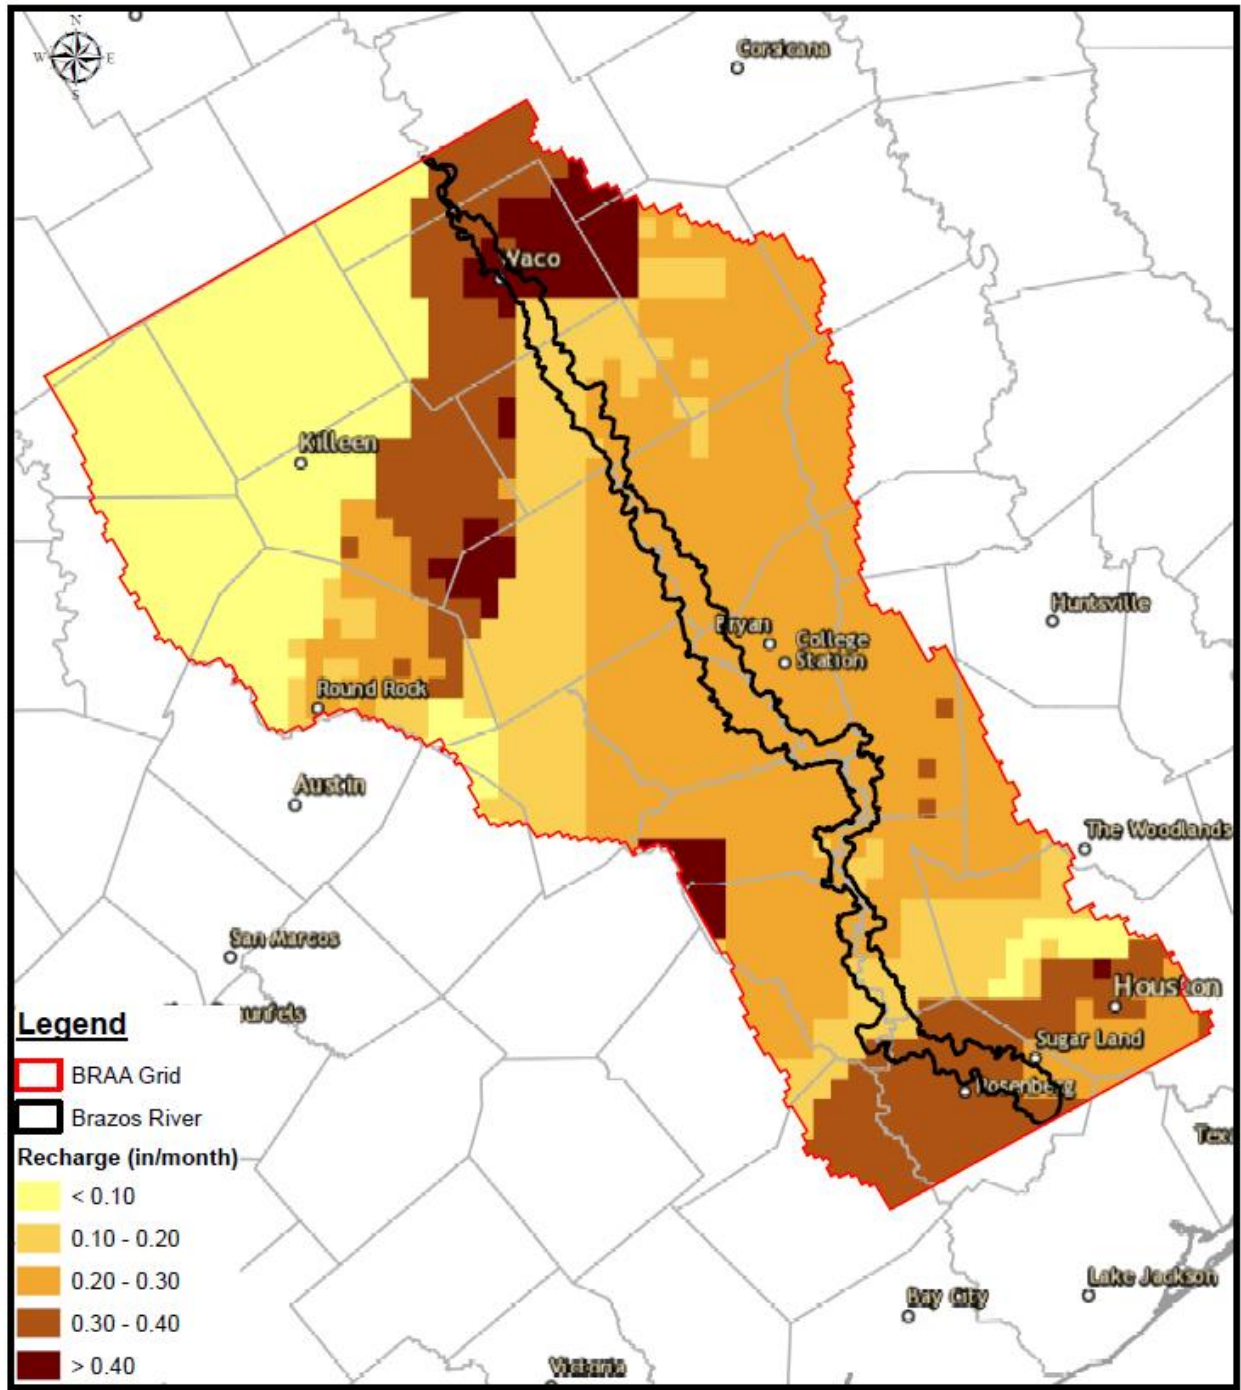 N
W E
S
Corsicana
Waco
Killeen
Huntsville
Bryan
College
Station
Round Rock
Austin
The Woodlands
San Marcos
Houston
Sugar Land
Rosenberg
Lake Jackson
Bay City
Victoria
Legend
BRAA Grid
Brazos River
Recharge (in/month)
< 0.10
0.10 - 0.20
0.20 - 0.30
0.30 - 0.40
> 0.40